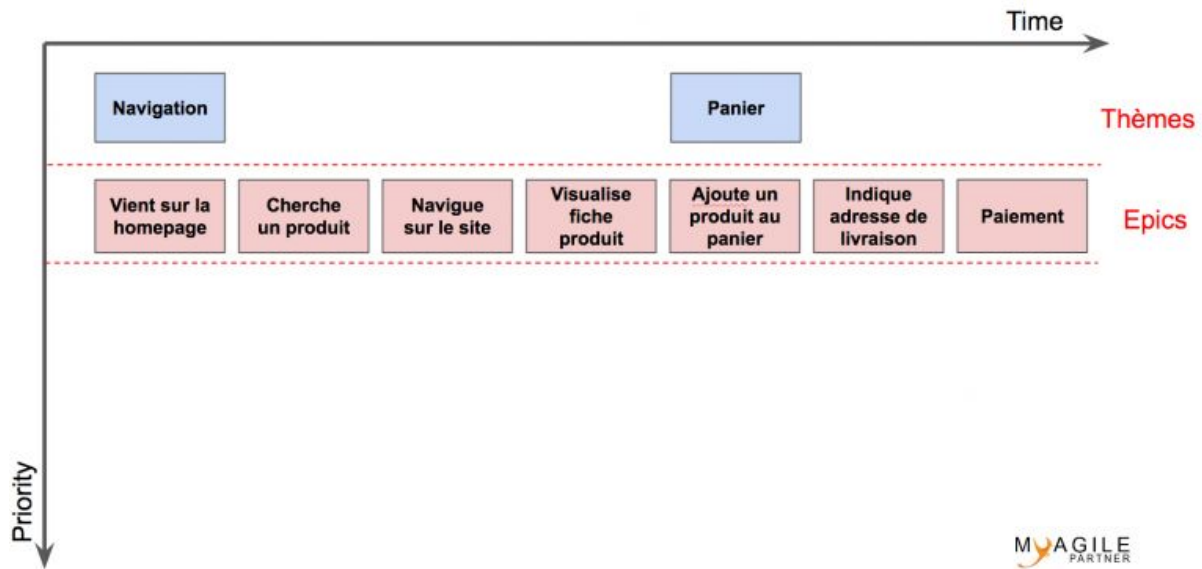 Time
Navigation
Panier
Thèmes
Vient sur la
homepage
Cherche
un produit
Navigue
sur le site
Visualise
fiche
produit
Ajoute un
produit au
panier
Indique
adresse de
livraison
Paiement
Epics
Priority
MYAGILE
PARTNER